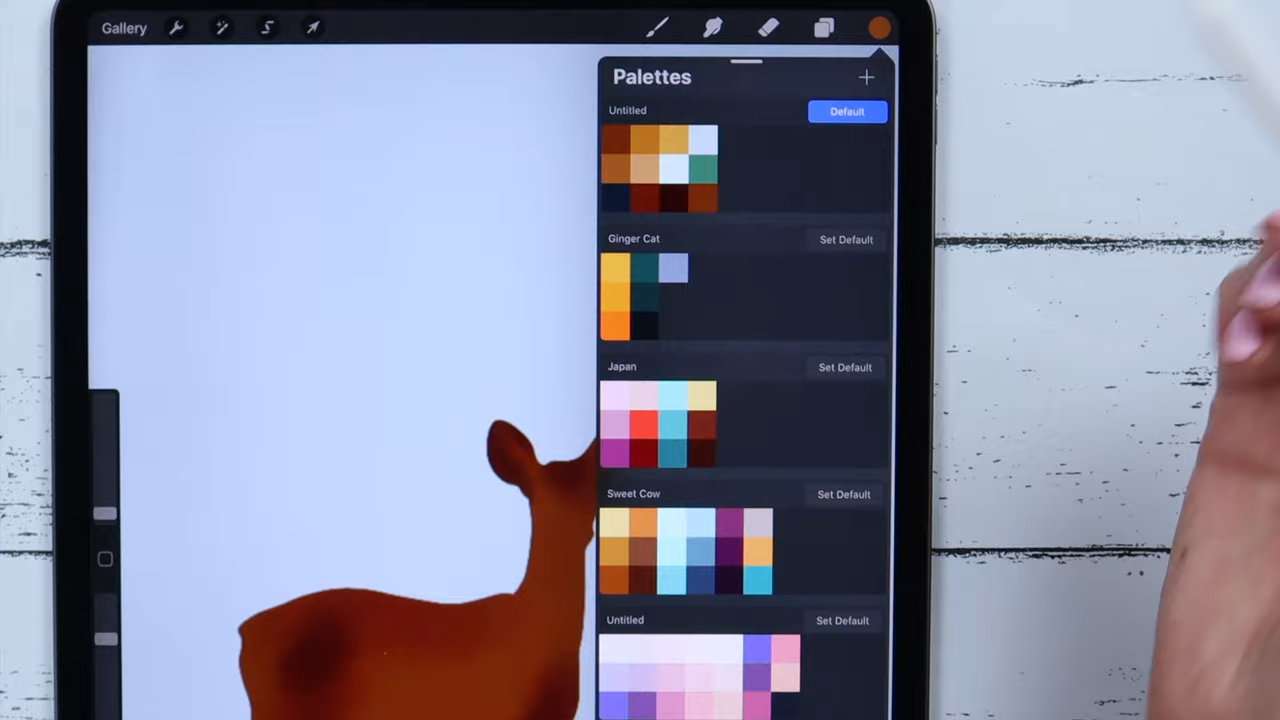 Gallery
Palettes
Untitled
Default
Ginger Cat
Set Default
Japan
Set Default
Sweet Cow
Set Default
Untitled
Set Default